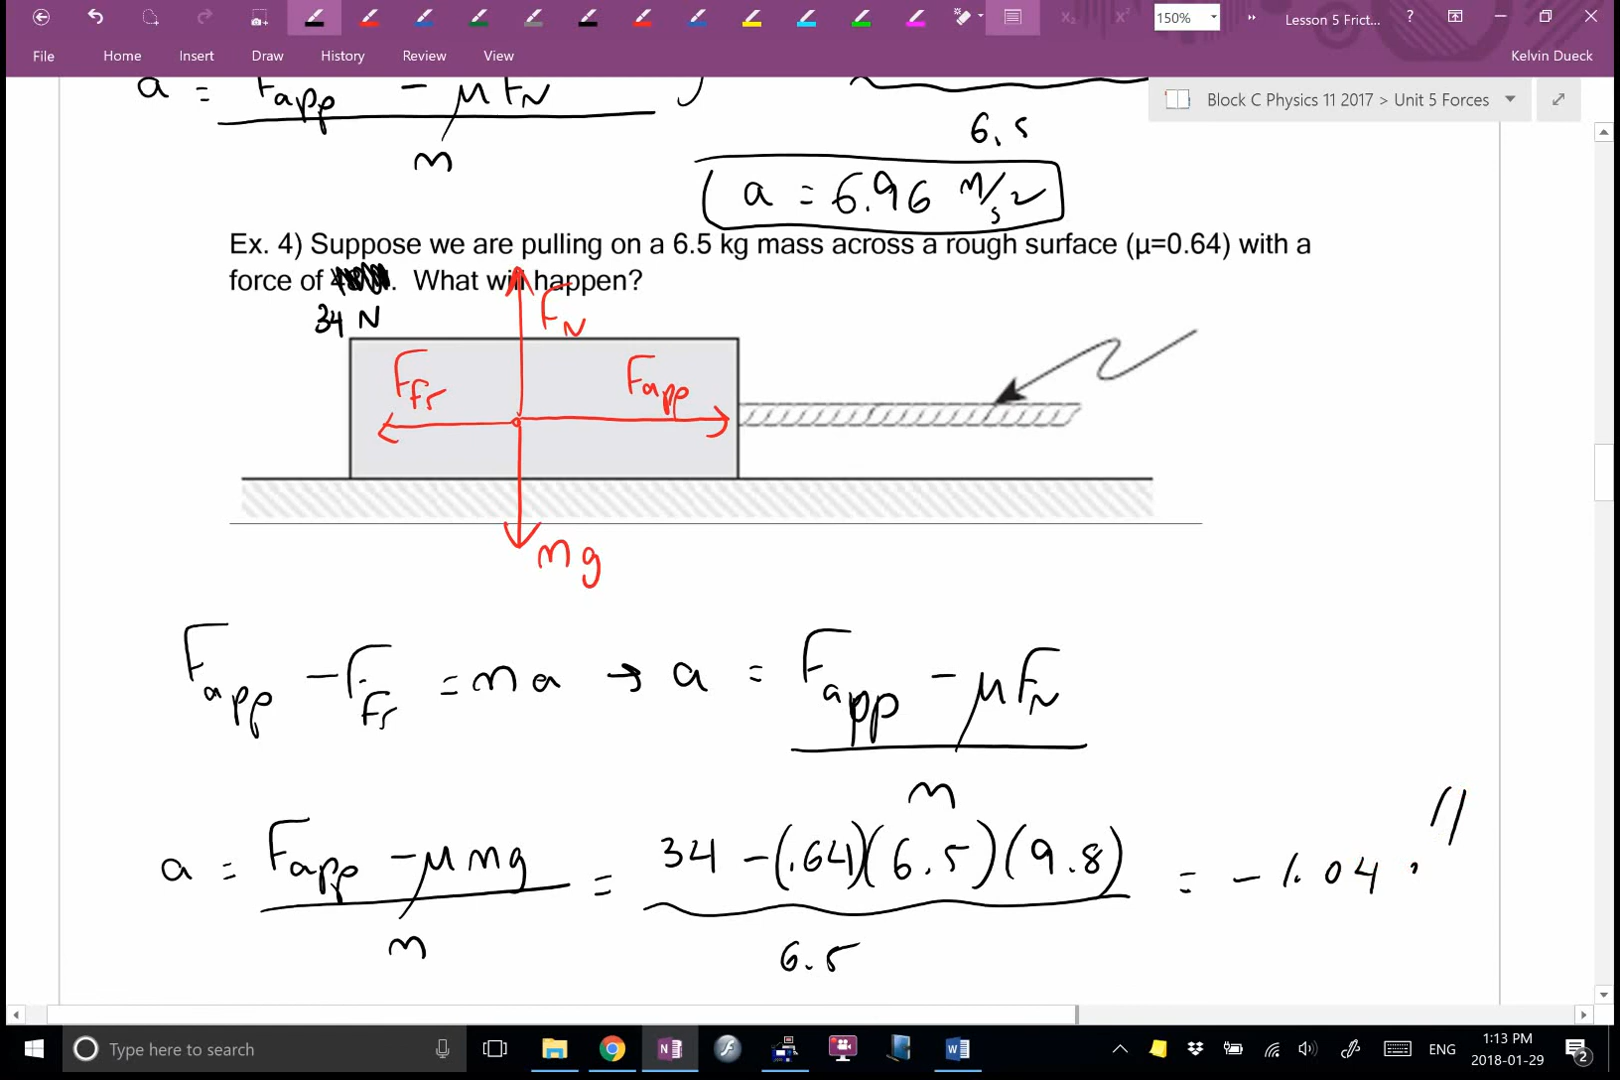 150%
Lesson 5 Frict...
?
File Home Insert Draw History Review View
Kelvin Dueck
Block C Physics 11 2017 > Unit 5 Forces
a = Fapp - μFN
m
6.5
a = 6.96 m/s2
Ex. 4) Suppose we are pulling on a 6.5 kg mass across a rough surface (μ=0.64) with a
force of . What will happen?
34 N
FN
Ffr
Fapp
mg
Fapp - Ffr = ma → a = Fapp - μFN
m
a = Fapp - μmg = 34 - (.64)(6.5)(9.8) = - 1.04
m
6.5
Type here to search
ENG
1:13 PM
2018-01-29
2